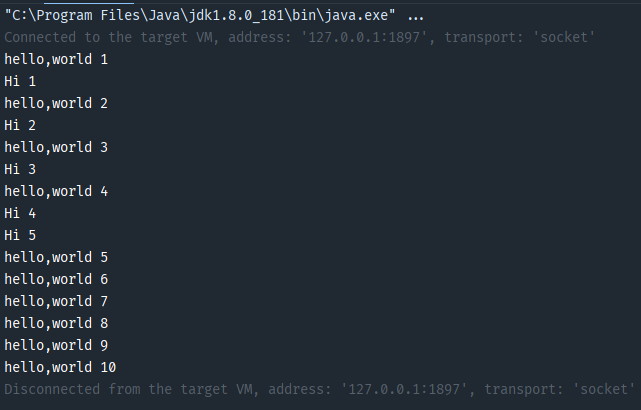 "C:\Program Files\Java\jdk1.8.0_181\bin\java.exe" ...
Connected to the target VM, address: '127.0.0.1:1897', transport: 'socket'
hello,world 1
Hi 1
hello,world 2
Hi 2
hello,world 3
Hi 3
hello,world 4
Hi 4
Hi 5
hello,world 5
hello,world 6
hello,world 7
hello,world 8
hello,world 9
hello,world 10
Disconnected from the target VM, address: '127.0.0.1:1897', transport: 'socket'